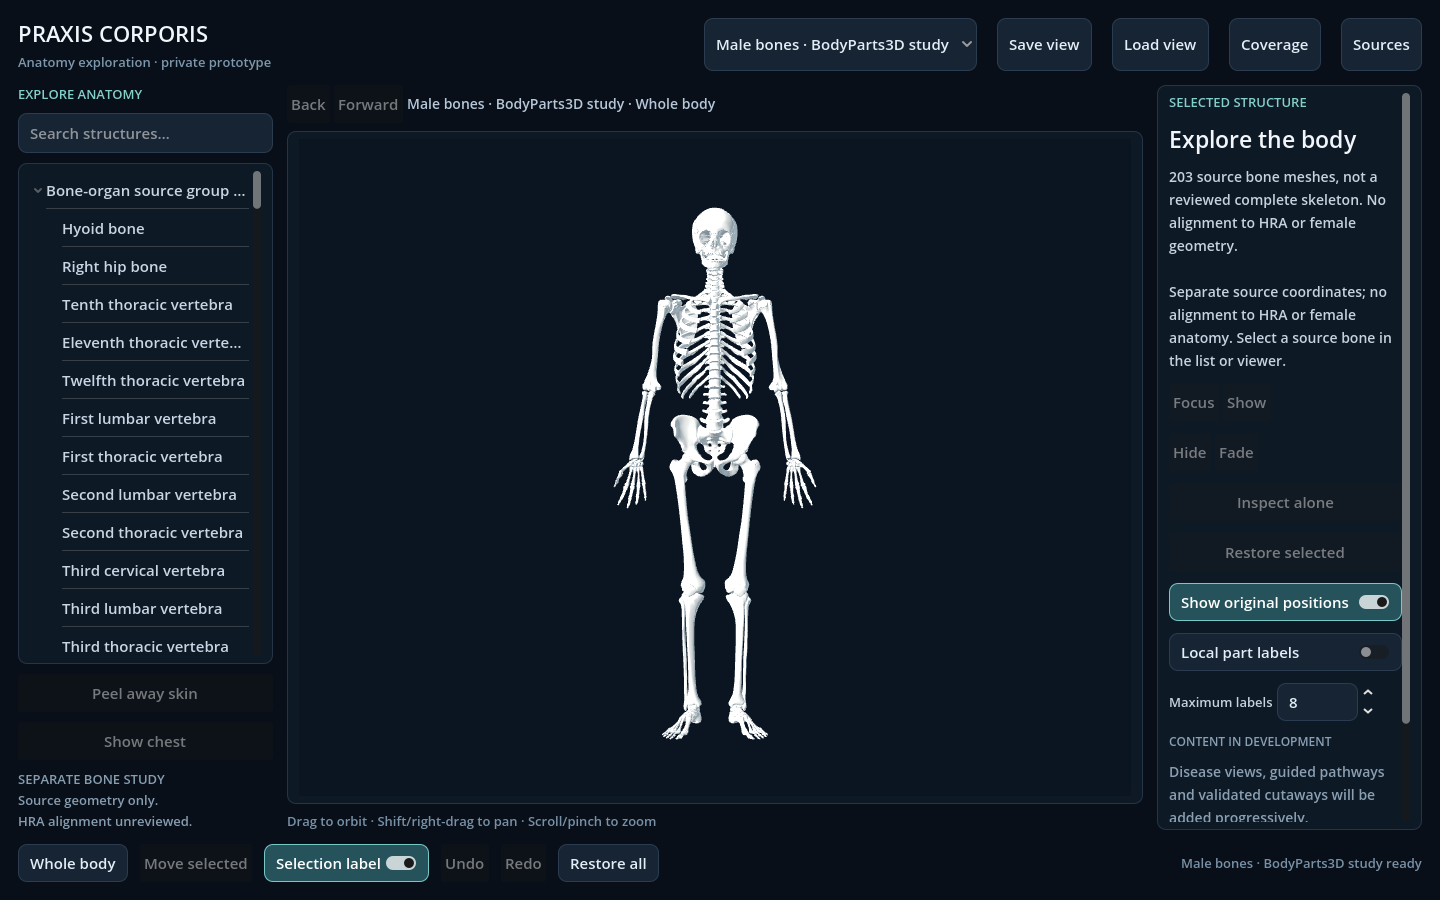 PRAXIS CORPORIS
Anatomy exploration · private prototype
Male bones · BodyParts3D study
Save view
Load view
Coverage
Sources
EXPLORE ANATOMY
Search structures...
Bone-organ source group ...
Hyoid bone
Right hip bone
Tenth thoracic vertebra
Eleventh thoracic verte...
Twelfth thoracic vertebra
First lumbar vertebra
First thoracic vertebra
Second lumbar vertebra
Second thoracic vertebra
Third cervical vertebra
Third lumbar vertebra
Third thoracic vertebra
Peel away skin
Show chest
SEPARATE BONE STUDY
Source geometry only.
HRA alignment unreviewed.
Back
Forward
Male bones · BodyParts3D study · Whole body
Drag to orbit · Shift/right-drag to pan · Scroll/pinch to zoom
SELECTED STRUCTURE
Explore the body
203 source bone meshes, not a
reviewed complete skeleton. No
alignment to HRA or female
geometry.
Separate source coordinates; no
alignment to HRA or female
anatomy. Select a source bone in
the list or viewer.
Focus
Show
Hide
Fade
Inspect alone
Restore selected
Show original positions
Local part labels
Maximum labels
8
CONTENT IN DEVELOPMENT
Disease views, guided pathways
and validated cutaways will be
added progressively.
Whole body
Move selected
Selection label
Undo
Redo
Restore all
Male bones · BodyParts3D study ready